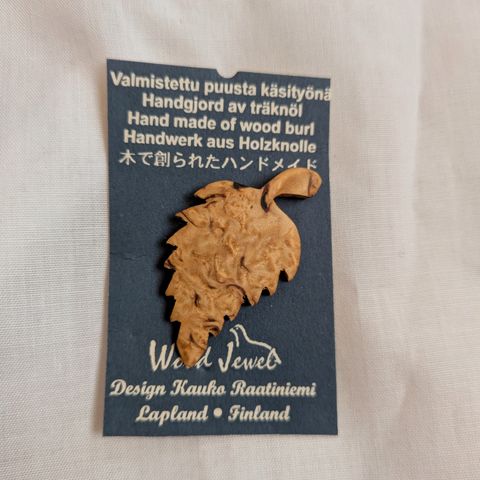 Valmistettu puusta käsityönä
Handgjord av träknöl
Hand made of wood burl
Handwerk aus Holzknolle
木で創られたハンドメイド
Wood Jewel
Design Kauko Raatiniemi
Lapland • Finland